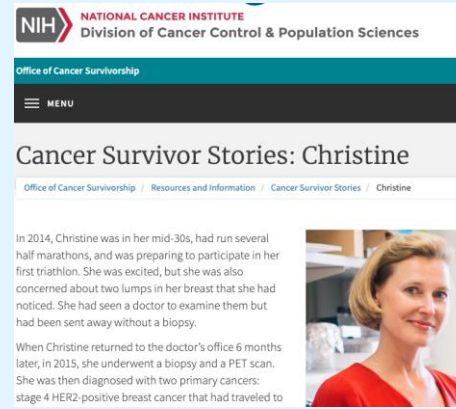 NIH
NATIONAL CANCER INSTITUTE
Division of Cancer Control & Population Sciences
Office of Cancer Survivorship
MENU
Cancer Survivor Stories: Christine
Office of Cancer Survivorship / Resources and Information / Cancer Survivor Stories / Christine
In 2014, Christine was in her mid-30s, had run several
half marathons, and was preparing to participate in her
first triathlon. She was excited, but she was also
concerned about two lumps in her breast that she had
noticed. She had seen a doctor to examine them but
had been sent away without a biopsy.
When Christine returned to the doctor's office 6 months
later, in 2015, she underwent a biopsy and a PET scan.
She was then diagnosed with two primary cancers:
stage 4 HER2-positive breast cancer that had traveled to